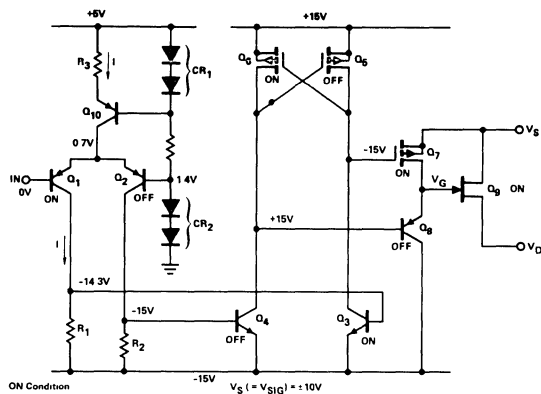 +5V
+15V
R3
I
CR1
Q6
Q5
ON
OFF
Q10
0 7V
-15V
Q7
ON
VS
IN
0V
Q1
ON
Q2
OFF
1 4V
CR2
VG
Q9
ON
+15V
Q8
OFF
VD
I
-14 3V
-15V
Q4
OFF
Q3
ON
R1
R2
-15V
ON Condition
VS ( = VSIG) = ± 10V